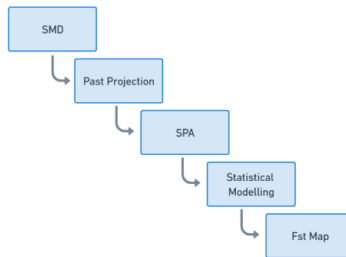 SMD
Past Projection
SPA
Statistical
Modelling
Fst Map